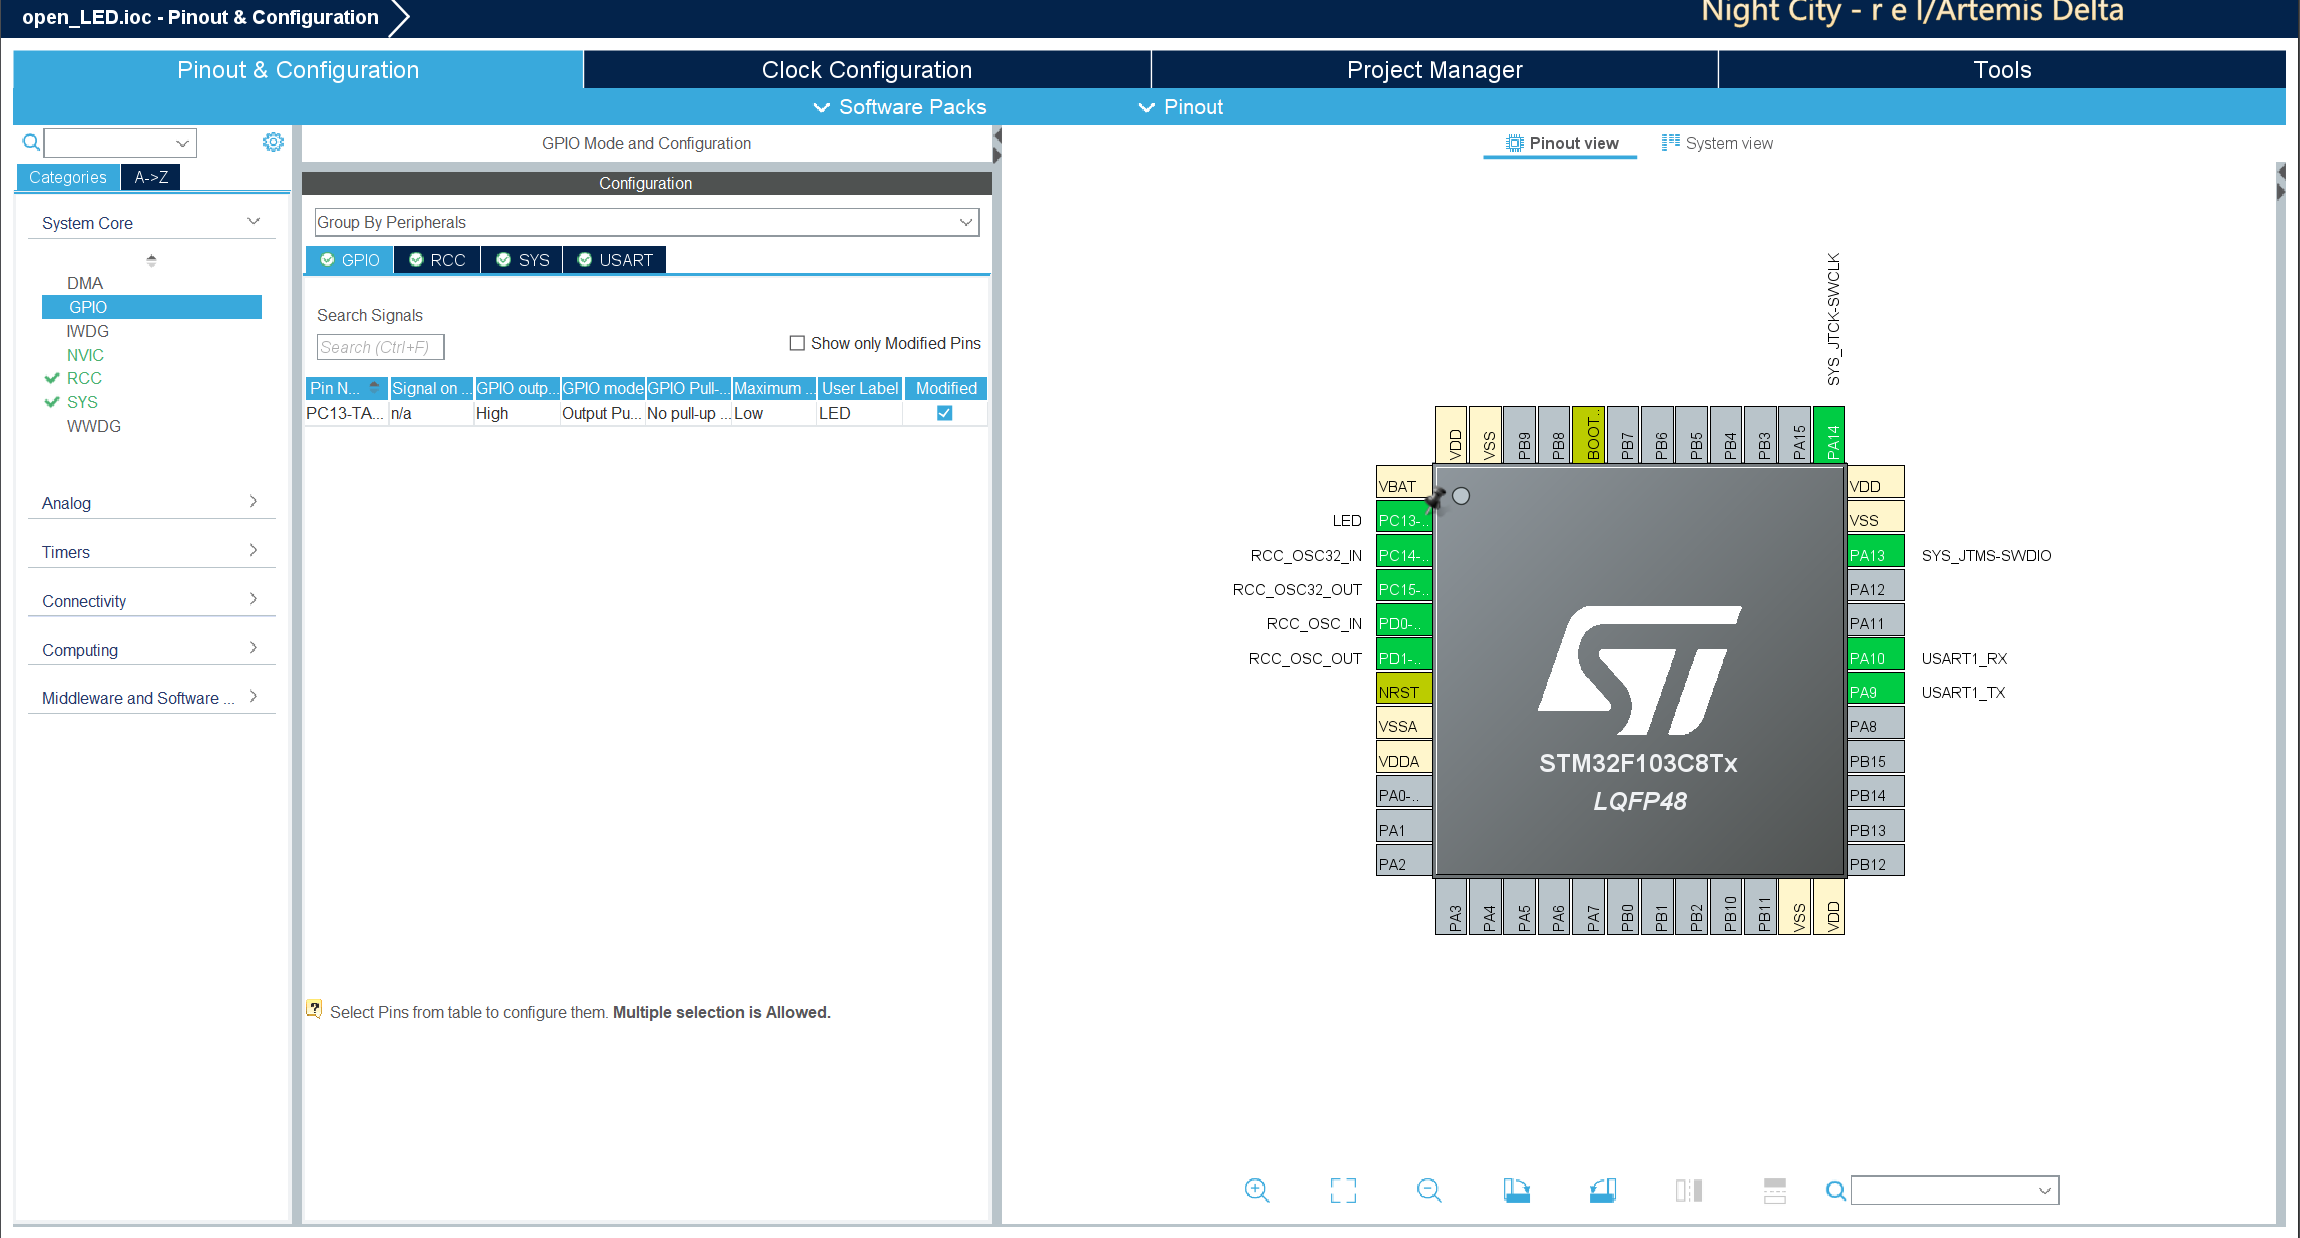 open_LED.ioc - Pinout & Configuration
Night City - r e l/Artemis Delta
Pinout & Configuration
Clock Configuration
Project Manager
Tools
Software Packs
Pinout
Categories
A->Z
System Core
DMA
GPIO
IWDG
NVIC
RCC
SYS
WWDG
Analog
Timers
Connectivity
Computing
Middleware and Software ...
GPIO Mode and Configuration
Configuration
Group By Peripherals
GPIO
RCC
SYS
USART
Search Signals
Search (Ctrl+F)
Show only Modified Pins
Pin N... Signal on ... GPIO outp... GPIO mode GPIO Pull-... Maximum ... User Label Modified
PC13-TA... n/a High Output Pu... No pull-up ... Low LED
Select Pins from table to configure them. Multiple selection is Allowed.
Pinout view
System view
SYS_JTCK-SWCLK
VDD
VSS
PB9
PB8
BOOT..
PB7
PB6
PB5
PB4
PB3
PA15
PA14
VBAT
LED PC13-..
RCC_OSC32_IN PC14-..
RCC_OSC32_OUT PC15-..
RCC_OSC_IN PD0-..
RCC_OSC_OUT PD1-..
NRST
VSSA
VDDA
PA0-..
PA1
PA2
STM32F103C8Tx
LQFP48
VDD
VSS
PA13 SYS_JTMS-SWDIO
PA12
PA11
PA10 USART1_RX
PA9 USART1_TX
PA8
PB15
PB14
PB13
PB12
PA3
PA4
PA5
PA6
PA7
PB0
PB1
PB2
PB10
PB11
VSS
VDD